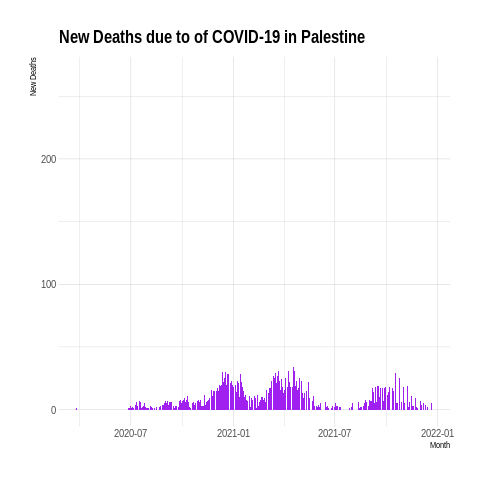 New Deaths due to of COVID-19 in Palestine
New Deaths
200
100
0
2020-07
2021-01
2021-07
2022-01
Month